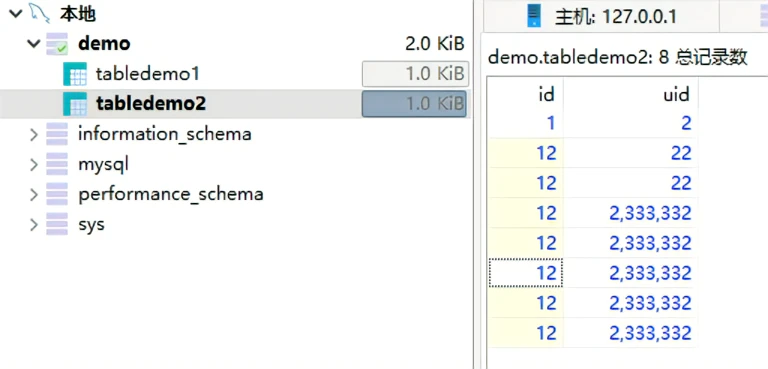 本地
demo 2.0 KiB
tabledemo1 1.0 KiB
tabledemo2 1.0 KiB
information_schema
mysql
performance_schema
sys
主机: 127.0.0.1
demo.tabledemo2: 8 总记录数
id uid
1 2
12 22
12 22
12 2,333,332
12 2,333,332
12 2,333,332
12 2,333,332
12 2,333,332